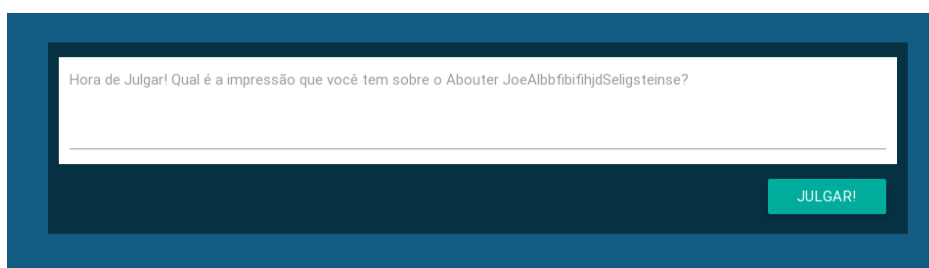 Hora de Julgar! Qual é a impressão que você tem sobre o Abouter JoeAlbbfibifihjdSeligsteinse?
JULGAR!